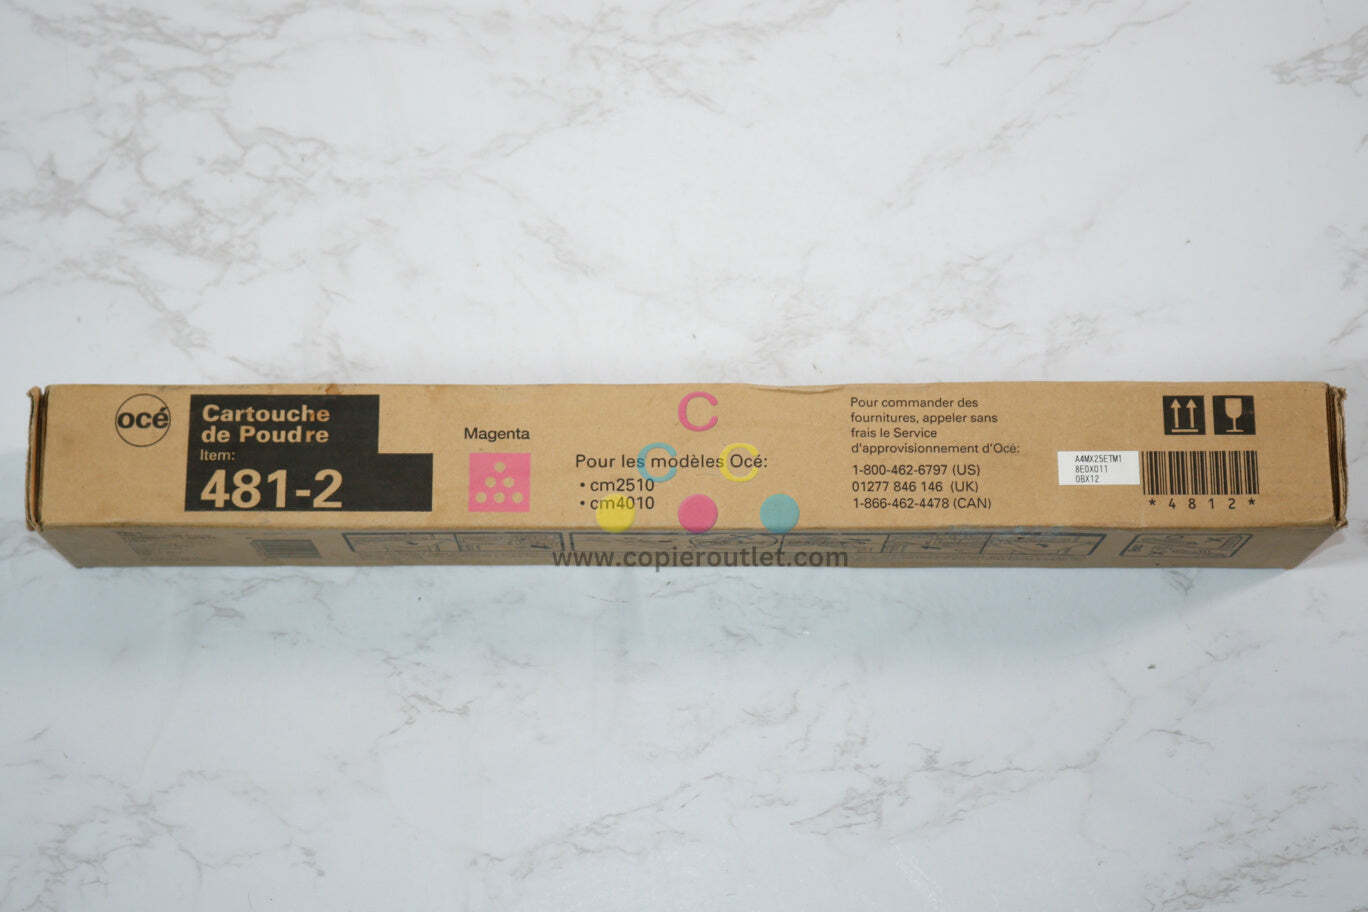 océ
Cartouche
de Poudre
Item:
481-2
Magenta
Pour les modèles Océ:
• cm2510
• cm4010
Pour commander des
fournitures, appeler sans
frais le Service
d'approvisionnement d'Océ:
1-800-462-6797 (US)
01277 846 146 (UK)
1-866-462-4478 (CAN)
A4MX25ETM1
8E0X011
0BX12
* 4 8 1 2 *
C
C C
www.copieroutlet.com